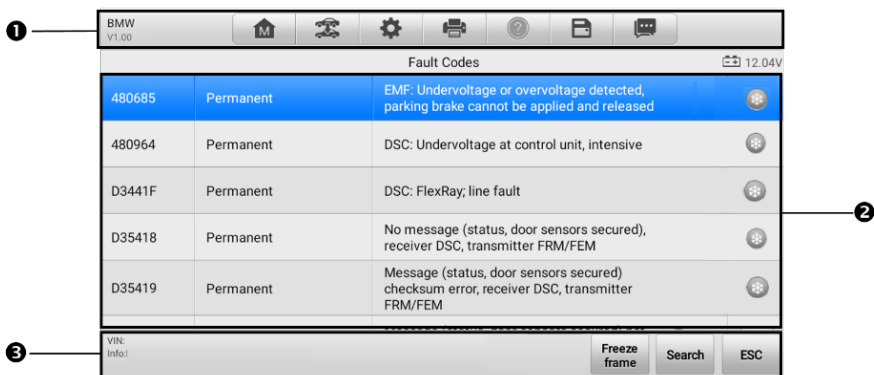 ❶
BMW
V1.00
M
?
Fault Codes
12.04V
480685 Permanent EMF: Undervoltage or overvoltage detected,
parking brake cannot be applied and released
480964 Permanent DSC: Undervoltage at control unit, intensive
D3441F Permanent DSC: FlexRay; line fault
❷
D35418 Permanent No message (status, door sensors secured),
receiver DSC, transmitter FRM/FEM
D35419 Permanent Message (status, door sensors secured)
checksum error, receiver DSC, transmitter
FRM/FEM
❸
VIN:
Info:
Freeze
frame
Search
ESC